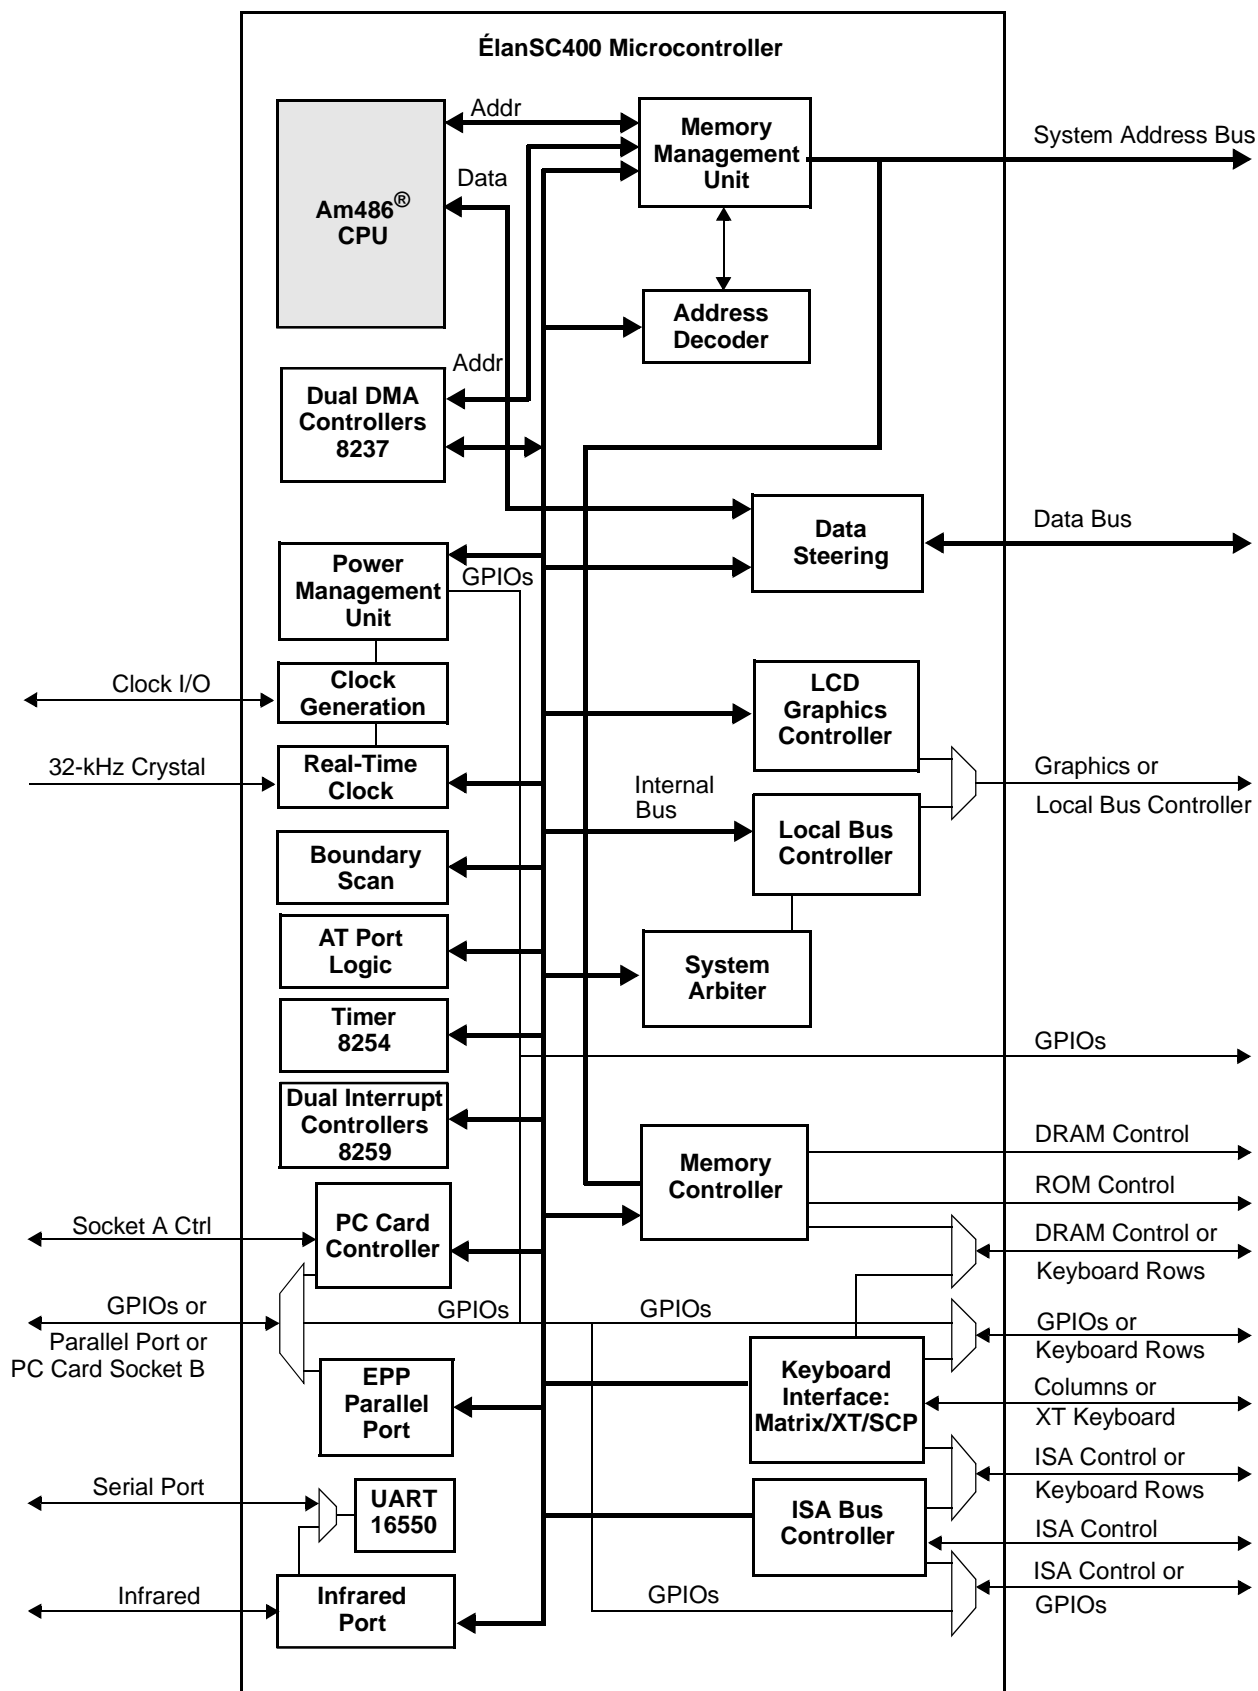 ÉlanSC400 Microcontroller
Am486®
CPU
Addr
Data
Memory
Management
Unit
System Address Bus
Address
Decoder
Addr
Dual DMA
Controllers
8237
Data
Steering
Data Bus
Power
Management
Unit
GPIOs
Clock I/O
Clock
Generation
32-kHz Crystal
Real-Time
Clock
LCD
Graphics
Controller
Graphics or
Local Bus Controller
Internal
Bus
Local Bus
Controller
Boundary
Scan
AT Port
Logic
System
Arbiter
Timer
8254
GPIOs
Dual Interrupt
Controllers
8259
Memory
Controller
DRAM Control
ROM Control
DRAM Control or
Keyboard Rows
Socket A Ctrl
PC Card
Controller
GPIOs or
Parallel Port or
PC Card Socket B
GPIOs
GPIOs
GPIOs or
Keyboard Rows
EPP
Parallel
Port
Keyboard
Interface:
Matrix/XT/SCP
Columns or
XT Keyboard
ISA Control or
Keyboard Rows
Serial Port
UART
16550
ISA Bus
Controller
ISA Control
ISA Control or
GPIOs
Infrared
Infrared
Port
GPIOs